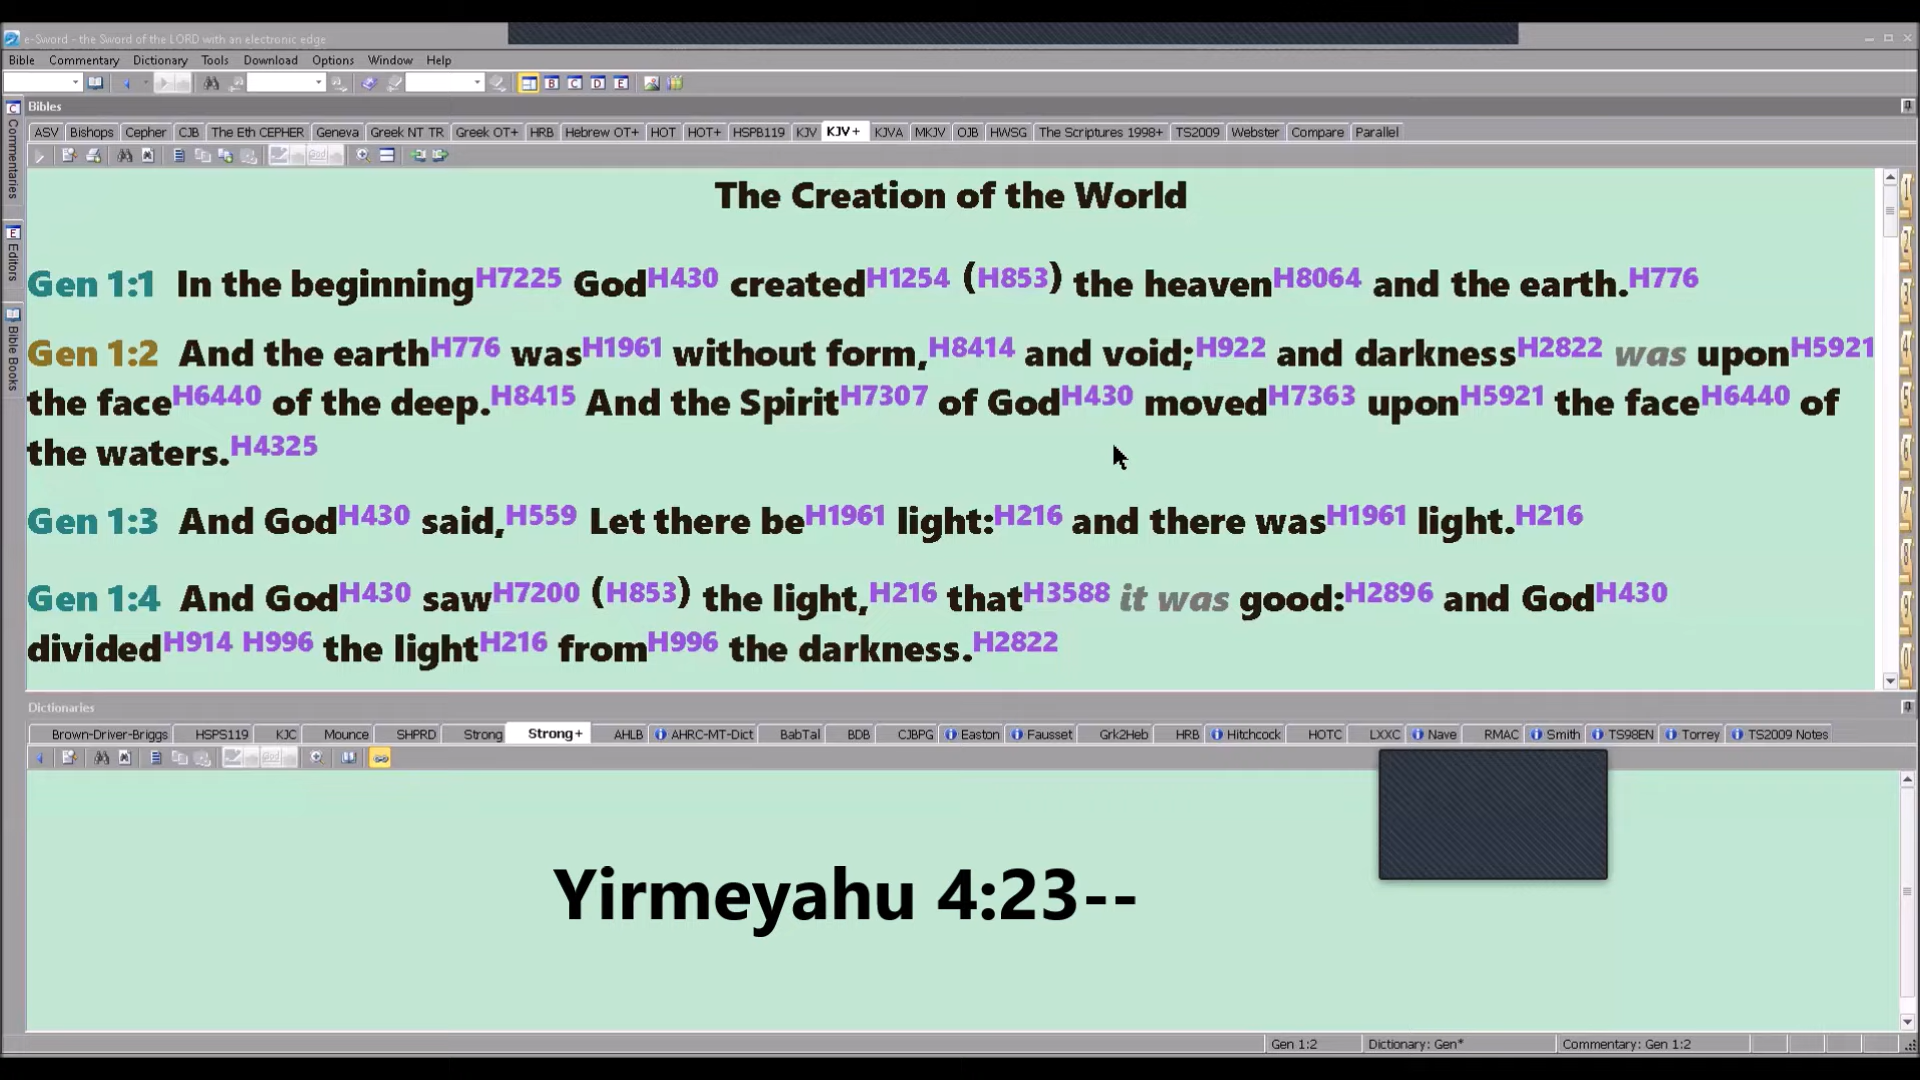 e-Sword - the Sword of the LORD with an electronic edge
Bible Commentary Dictionary Tools Download Options Window Help
B C D E
Bibles
ASV Bishops Cepher CJB The Eth CEPHER Geneva Greek NT TR Greek OT+ HRB Hebrew OT+ HOT HOT+ HSPB119 KJV KJV+ KJVA MKJV OJB HWSG The Scriptures 1998+ TS2009 Webster Compare Parallel
C Commentaries
E Editors
Bible Books
The Creation of the World
Gen 1:1 In the beginningH7225 GodH430 createdH1254 (H853) the heavenH8064 and the earth.H776
Gen 1:2 And the earthH776 wasH1961 without form,H8414 and void;H922 and darknessH2822 was uponH5921
the faceH6440 of the deep.H8415 And the SpiritH7307 of GodH430 movedH7363 uponH5921 the faceH6440 of
the waters.H4325
Gen 1:3 And GodH430 said,H559 Let there beH1961 light:H216 and there wasH1961 light.H216
Gen 1:4 And GodH430 sawH7200 (H853) the light,H216 thatH3588 it was good:H2896 and GodH430
dividedH914 H996 the lightH216 fromH996 the darkness.H2822
Dictionaries
Brown-Driver-Briggs HSPS119 KJC Mounce SHPRD Strong Strong+ AHLB AHRC-MT-Dict BabTal BDB CJBPG Easton Fausset Grk2Heb HRB Hitchcock HOTC LXXC Nave RMAC Smith TS98EN Torrey TS2009 Notes
Yirmeyahu 4:23--
Gen 1:2 Dictionary: Gen* Commentary: Gen 1:2